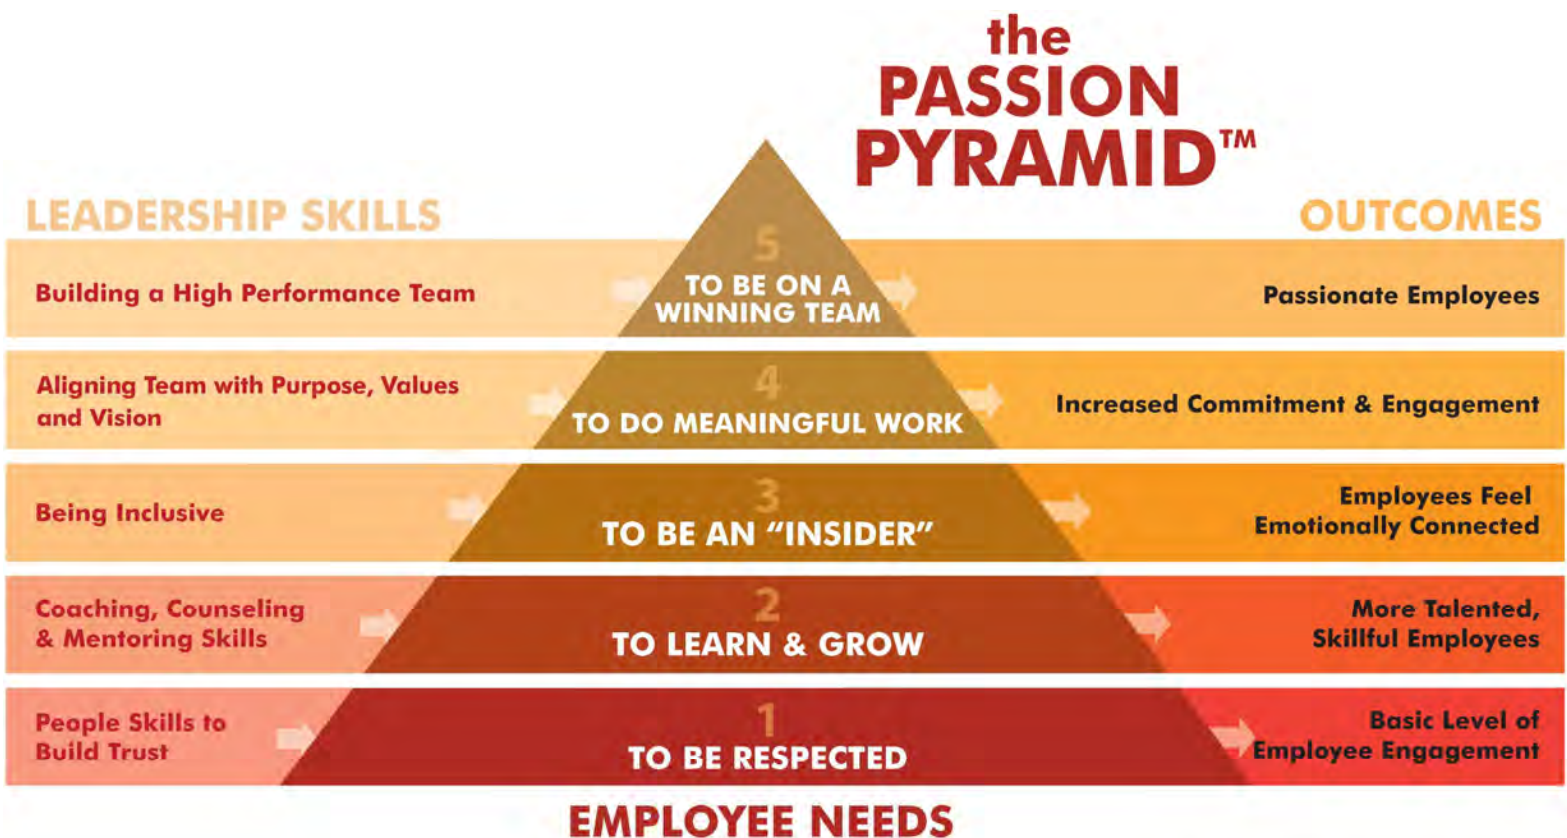 the
PASSION
PYRAMID™
LEADERSHIP SKILLS
OUTCOMES
Building a High Performance Team
5
TO BE ON A
WINNING TEAM
Passionate Employees
Aligning Team with Purpose, Values
and Vision
4
TO DO MEANINGFUL WORK
Increased Commitment & Engagement
Being Inclusive
3
TO BE AN “INSIDER”
Employees Feel
Emotionally Connected
Coaching, Counseling
& Mentoring Skills
2
TO LEARN & GROW
More Talented,
Skillful Employees
People Skills to
Build Trust
1
TO BE RESPECTED
Basic Level of
Employee Engagement
EMPLOYEE NEEDS